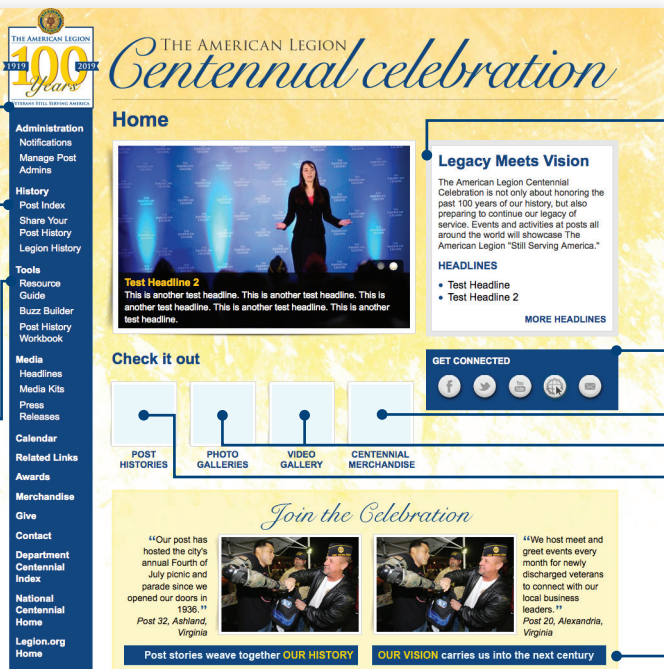 THE AMERICAN LEGION
1919 100 2019
Years
VETERANS STILL SERVING AMERICA
THE AMERICAN LEGION
Centennial celebration
Administration
Notifications
Manage Post
Admins
History
Post Index
Share Your
Post History
Legion History
Tools
Resource
Guide
Buzz Builder
Post History
Workbook
Media
Headlines
Media Kits
Press
Releases
Calendar
Related Links
Awards
Merchandise
Give
Contact
Department
Centennial
Index
National
Centennial
Home
Legion.org
Home
Home
Test Headline 2
This is another test headline. This is another test headline. This is
another test headline. This is another test headline. This is another
test headline.
Legacy Meets Vision
The American Legion Centennial
Celebration is not only about honoring the
past 100 years of our history, but also
preparing to continue our legacy of
service. Events and activities at posts all
around the world will showcase The
American Legion "Still Serving America."
HEADLINES
• Test Headline
• Test Headline 2
MORE HEADLINES
GET CONNECTED
f
You
Tube
Check it out
POST
HISTORIES
PHOTO
GALLERIES
VIDEO
GALLERY
CENTENNIAL
MERCHANDISE
Join the Celebration
“Our post has
hosted the city's
annual Fourth of
July picnic and
parade since we
opened our doors in
1936.”
Post 32, Ashland,
Virginia
“We host meet and
greet events every
month for newly
discharged veterans
to connect with our
local business
leaders.”
Post 20, Alexandria,
Virginia
Post stories weave together OUR HISTORY
OUR VISION carries us into the next century